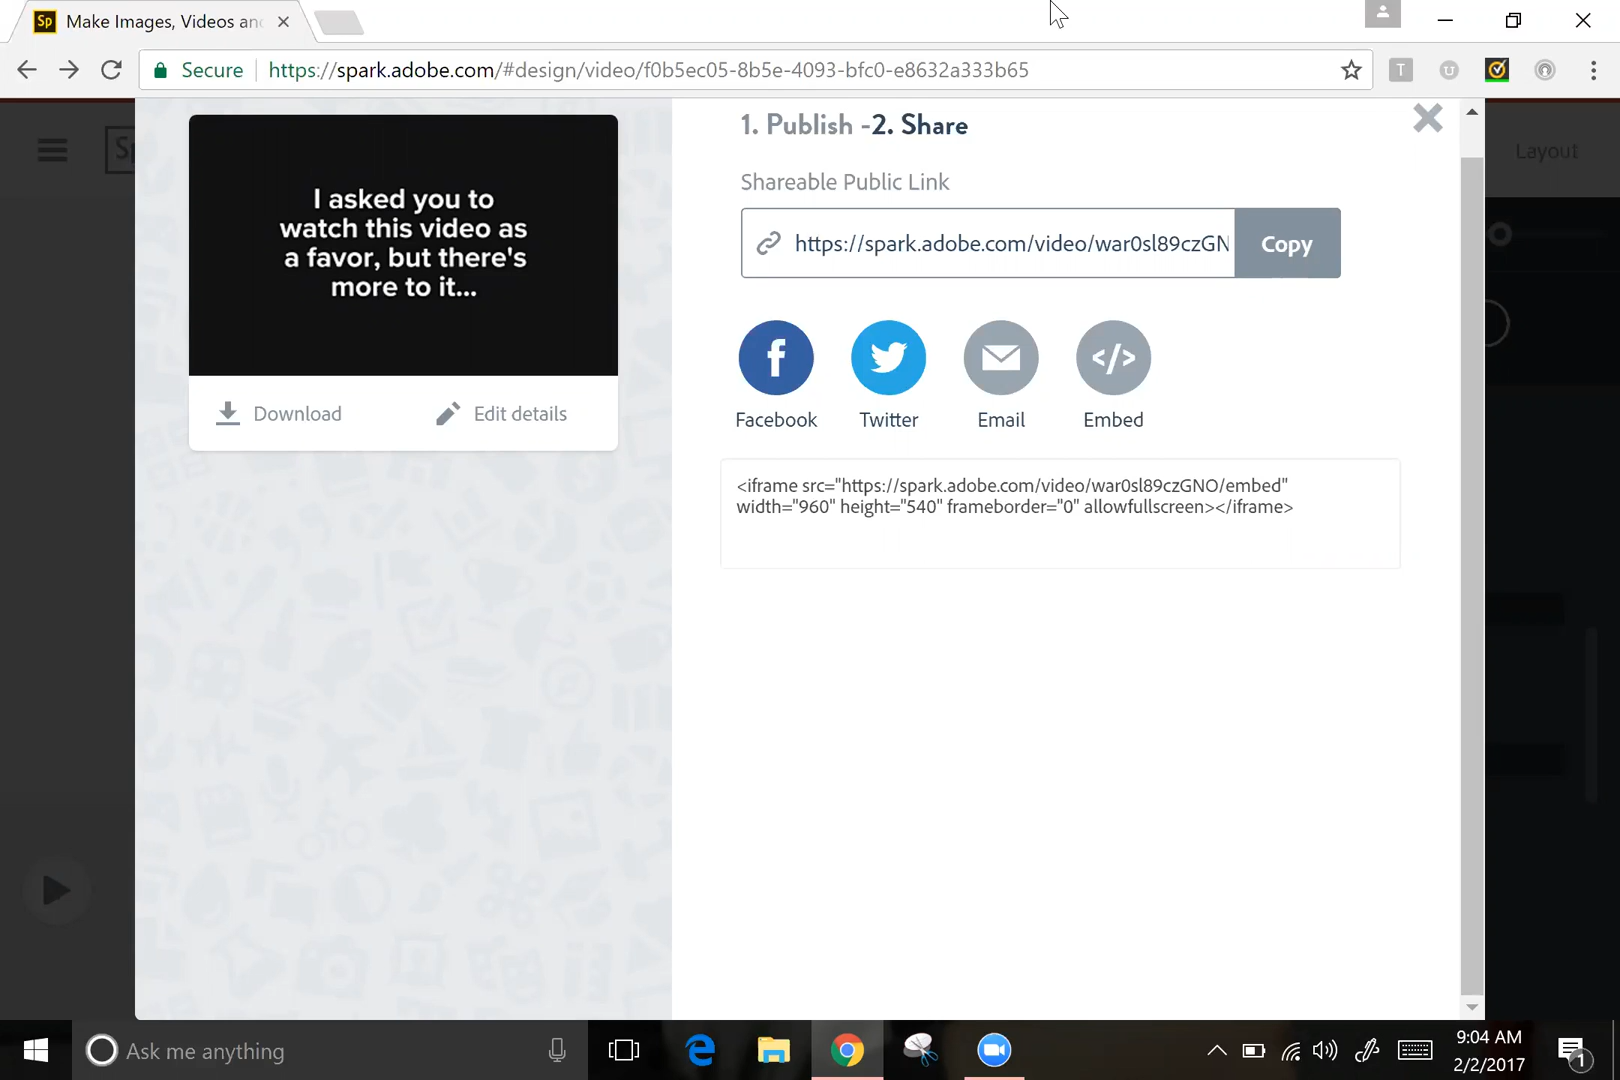 Sp Make Images, Videos an
Secure https://spark.adobe.com/#design/video/f0b5ec05-8b5e-4093-bfc0-e8632a333b65
T U
Sp
Layout
I asked you to
watch this video as
a favor, but there's
more to it...
Download
Edit details
1. Publish -2. Share
Shareable Public Link
https://spark.adobe.com/video/war0sl89czGN
Copy
Facebook
Twitter
Email
Embed
<iframe src="https://spark.adobe.com/video/war0sl89czGNO/embed"
width="960" height="540" frameborder="0" allowfullscreen></iframe>
Ask me anything
9:04 AM
2/2/2017
1